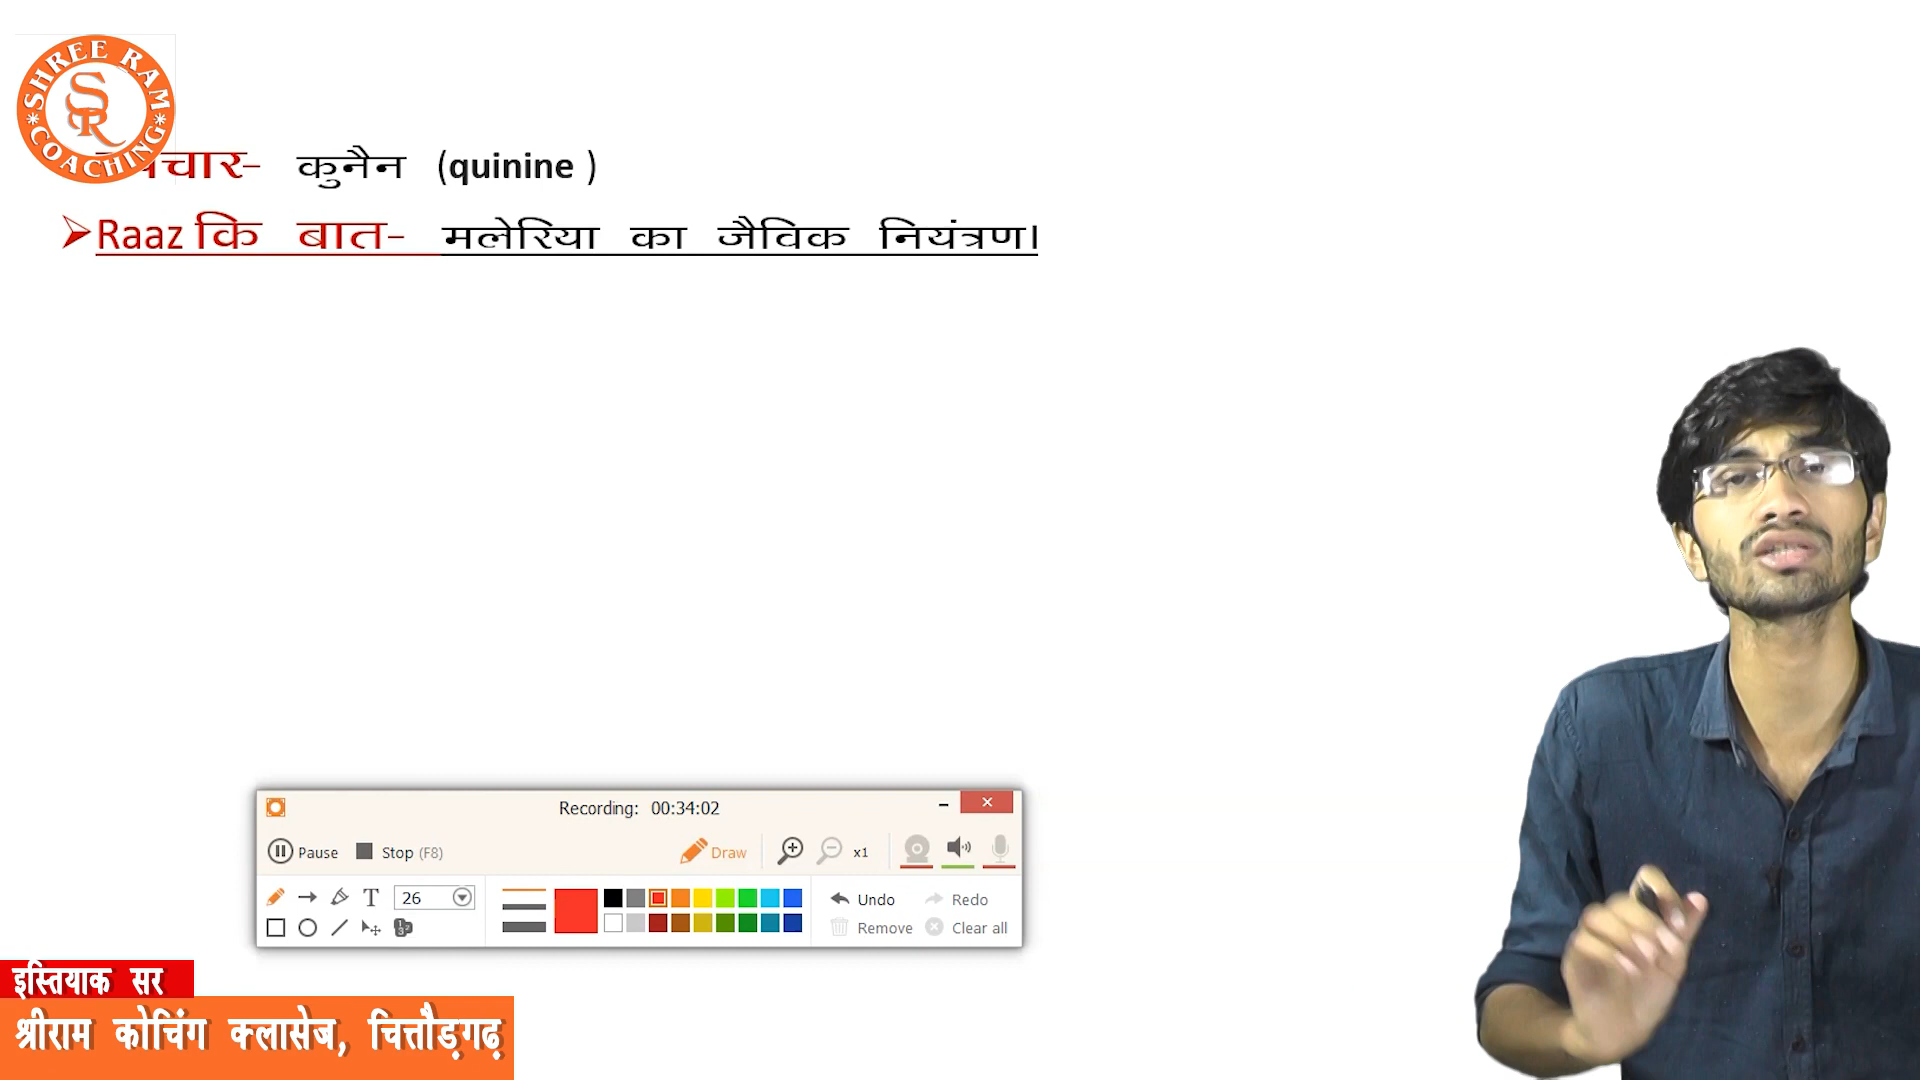 SHREE RAM COACHING
SR
चार- कुनैन (quinine )
➢Raaz कि बात- मलेरिया का जैविक नियंत्रण।
Recording: 00:34:02
Pause Stop (F8) Draw x1
T 26 Undo Redo
Remove Clear all
इस्तियाक सर
श्रीराम कोचिंग क्लासेज, चित्तौड़गढ़